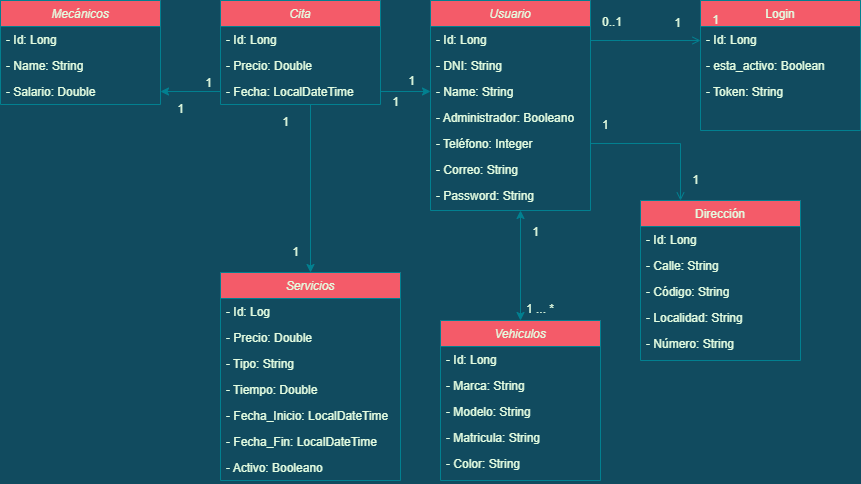 Mecánicos
- Id: Long
- Name: String
- Salario: Double
1
1
Cita
- Id: Long
- Precio: Double
- Fecha: LocalDateTime
1
1
1
1
Usuario
- Id: Long
- DNI: String
- Name: String
- Administrador: Booleano
- Teléfono: Integer
- Correo: String
- Password: String
0..1
1
1
Login
- Id: Long
- esta_activo: Boolean
- Token: String
1
1
Dirección
- Id: Long
- Calle: String
- Código: String
- Localidad: String
- Número: String
Servicios
- Id: Log
- Precio: Double
- Tipo: String
- Tiempo: Double
- Fecha_Inicio: LocalDateTime
- Fecha_Fin: LocalDateTime
- Activo: Booleano
1
1 ... *
Vehiculos
- Id: Long
- Marca: String
- Modelo: String
- Matricula: String
- Color: String